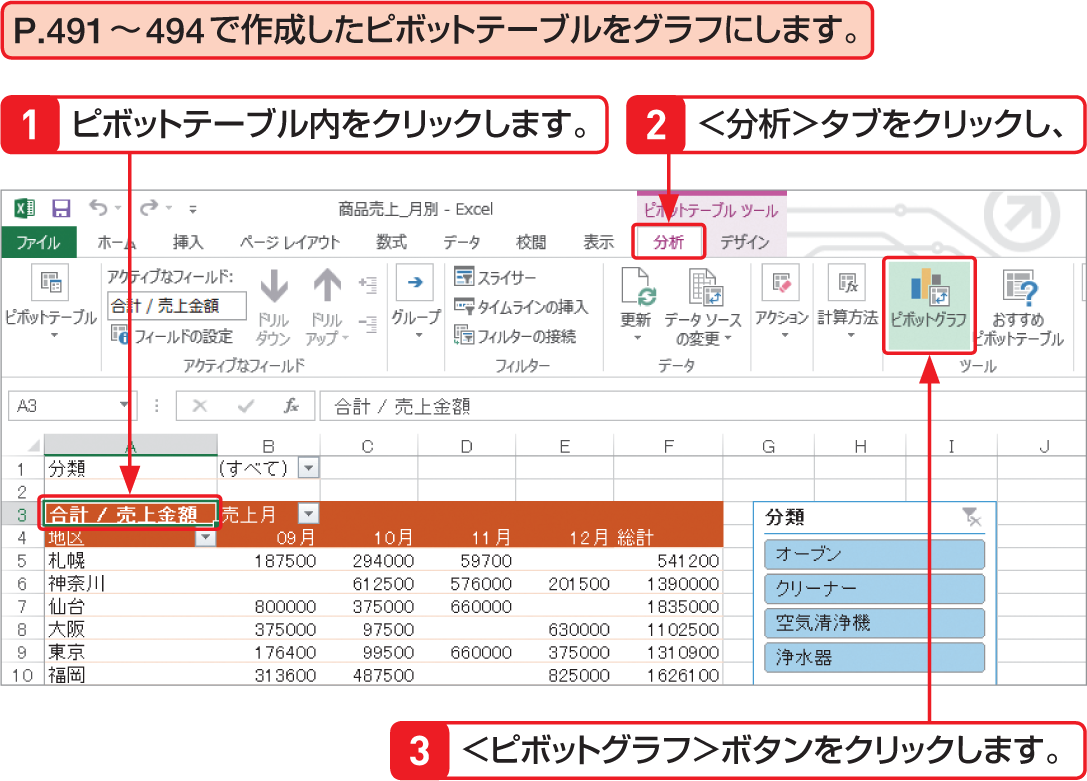 P.491～494で作成したピボットテーブルをグラフにします。
1 ピボットテーブル内をクリックします。
2 ＜分析＞タブをクリックし、
商品売上_月別 - Excel
ピボットテーブル ツール
ファイル ホーム 挿入 ページ レイアウト 数式 データ 校閲 表示 分析 デザイン
ピボットテーブル
アクティブなフィールド:
合計 / 売上金額
フィールドの設定
ドリル
ダウン
ドリル
アップ
アクティブなフィールド
グループ
スライサー
タイムラインの挿入
フィルターの接続
フィルター
更新
データ ソース
の変更
データ
アクション
計算方法
ピボットグラフ
おすすめ
ピボットテーブル
ツール
A3 fx 合計 / 売上金額
A B C D E F G H I J
1 分類 (すべて)
2
3 合計 / 売上金額 売上月
4 地区 09月 10月 11月 12月 総計
5 札幌 187500 294000 59700 541200
6 神奈川 612500 576000 201500 1390000
7 仙台 800000 375000 660000 1835000
8 大阪 375000 97500 630000 1102500
9 東京 176400 99500 660000 375000 1310900
10 福岡 313600 487500 825000 1626100
分類
オーブン
クリーナー
空気清浄機
浄水器
3 ＜ピボットグラフ＞ボタンをクリックします。